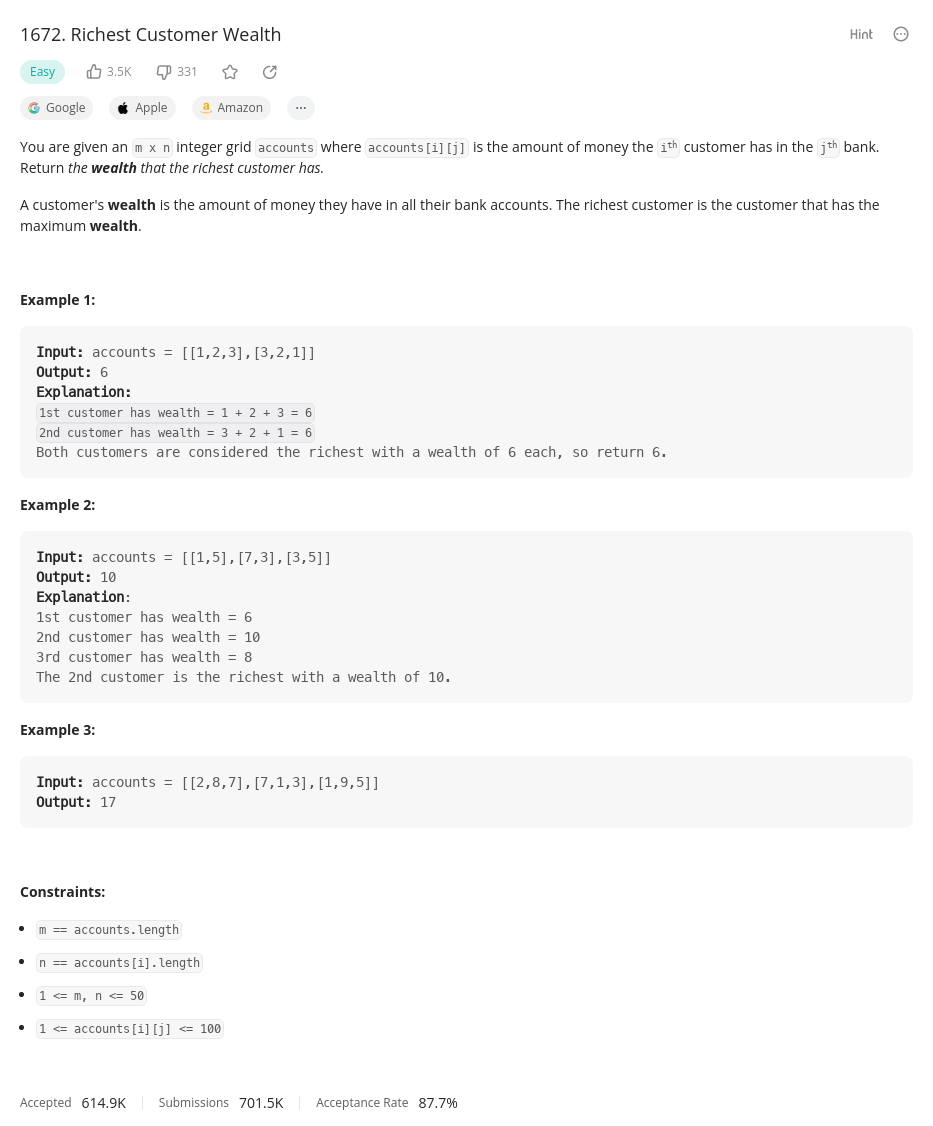 1672. Richest Customer Wealth
Hint
Easy 3.5K 331
Google Apple Amazon ···
You are given an m x n integer grid accounts where accounts[i][j] is the amount of money the iᵗʰ customer has in the jᵗʰ bank.
Return the wealth that the richest customer has.
A customer's wealth is the amount of money they have in all their bank accounts. The richest customer is the customer that has the
maximum wealth.
Example 1:
Input: accounts = [[1,2,3],[3,2,1]]
Output: 6
Explanation:
1st customer has wealth = 1 + 2 + 3 = 6
2nd customer has wealth = 3 + 2 + 1 = 6
Both customers are considered the richest with a wealth of 6 each, so return 6.
Example 2:
Input: accounts = [[1,5],[7,3],[3,5]]
Output: 10
Explanation:
1st customer has wealth = 6
2nd customer has wealth = 10
3rd customer has wealth = 8
The 2nd customer is the richest with a wealth of 10.
Example 3:
Input: accounts = [[2,8,7],[7,1,3],[1,9,5]]
Output: 17
Constraints:
• m == accounts.length
• n == accounts[i].length
• 1 <= m, n <= 50
• 1 <= accounts[i][j] <= 100
Accepted 614.9K Submissions 701.5K Acceptance Rate 87.7%